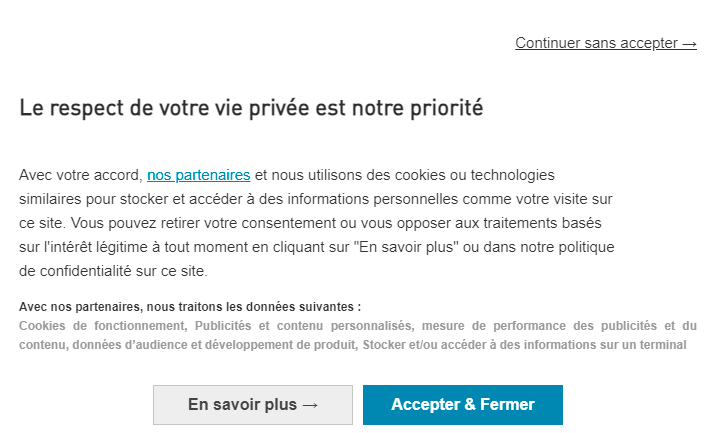 Continuer sans accepter →
Le respect de votre vie privée est notre priorité
Avec votre accord, nos partenaires et nous utilisons des cookies ou technologies
similaires pour stocker et accéder à des informations personnelles comme votre visite sur
ce site. Vous pouvez retirer votre consentement ou vous opposer aux traitements basés
sur l'intérêt légitime à tout moment en cliquant sur "En savoir plus" ou dans notre politique
de confidentialité sur ce site.
Avec nos partenaires, nous traitons les données suivantes :
Cookies de fonctionnement, Publicités et contenu personnalisés, mesure de performance des publicités et du
contenu, données d’audience et développement de produit, Stocker et/ou accéder à des informations sur un terminal
En savoir plus → Accepter & Fermer